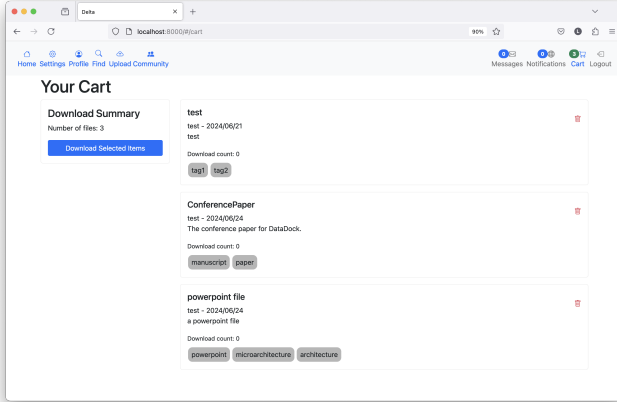 Delta
localhost:8000/#/cart
90%
0
0
3
Home Settings Profile Find Upload Community
Messages Notifications Cart Logout
Your Cart
Download Summary
Number of files: 3
Download Selected Items
test
test - 2024/06/21
test
Download count: 0
tag1 tag2
ConferencePaper
test - 2024/06/24
The conference paper for DataDock.
Download count: 0
manuscript paper
powerpoint file
test - 2024/06/24
a powerpoint file
Download count: 0
powerpoint microarchitecture architecture